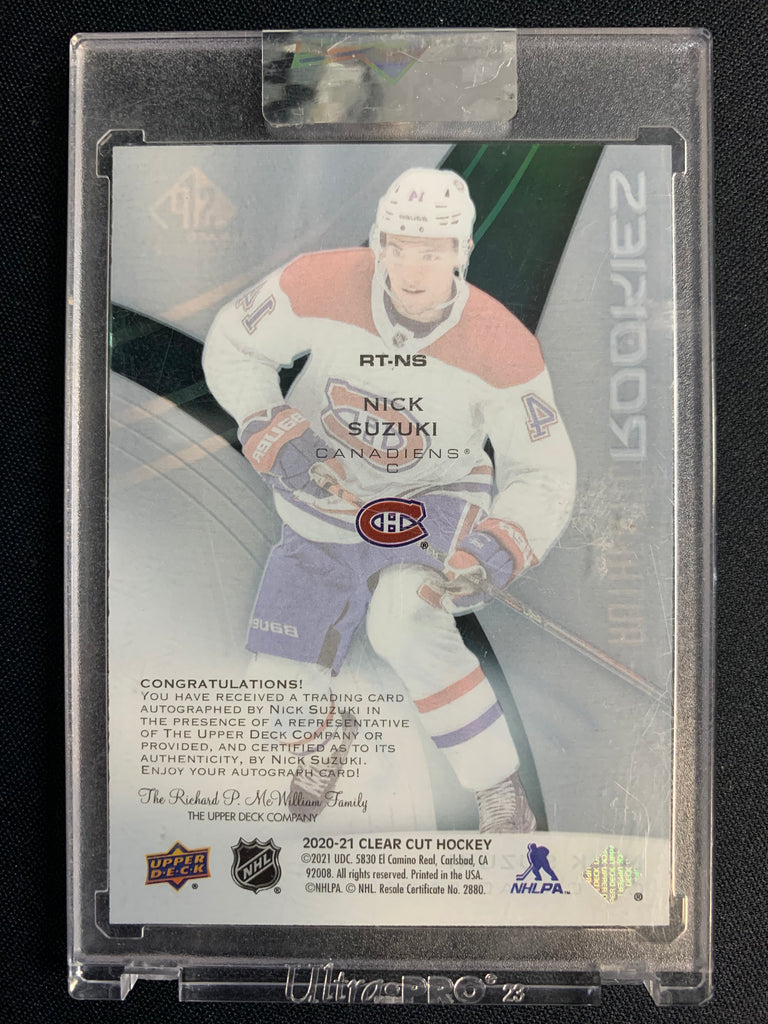 14
RT-NS
NICK
SUZUKI
CANADIENS®
C
ROOKIES
CONGRATULATIONS!
YOU HAVE RECEIVED A TRADING CARD
AUTOGRAPHED BY NICK SUZUKI IN
THE PRESENCE OF A REPRESENTATIVE
OF THE UPPER DECK COMPANY OR
PROVIDED, AND CERTIFIED AS TO ITS
AUTHENTICITY, BY NICK SUZUKI.
ENJOY YOUR AUTOGRAPH CARD!
The Richard P. McWilliam Family
THE UPPER DECK COMPANY
2020-21 CLEAR CUT HOCKEY
©2021 UDC. 5830 El Camino Real, Carlsbad, CA
92008. All rights reserved. Printed in the USA.
©NHLPA. © NHL. Resale Certificate No. 2880.
UPPER
D·E·C·K
NHL
NHLPA
Ultra·PRO® 23